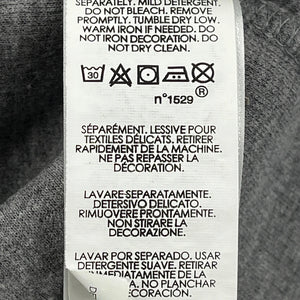 SEPARATELY. MILD DETERGENT.
DO NOT BLEACH. REMOVE
PROMPTLY. TUMBLE DRY LOW.
WARM IRON IF NEEDED. DO
NOT IRON DECORATION. DO
NOT DRY CLEAN.
30
n°1529 ®
SÉPARÉMENT. LESSIVE POUR
TEXTILES DÉLICATS. RETIRER
RAPIDEMENT DE LA MACHINE.
NE PAS REPASSER LA
DÉCORATION.
LAVARE SEPARATAMENTE.
DETERSIVO DELICATO.
RIMUOVERE PRONTAMENTE.
NON STIRARE LA
DECORAZIONE.
LAVAR POR SEPARADO. USAR
DETERGENTE SUAVE. RETIRAR
INMEDIATAMENTE DE LA
NO PLANCHAR
DECORACIÓN.